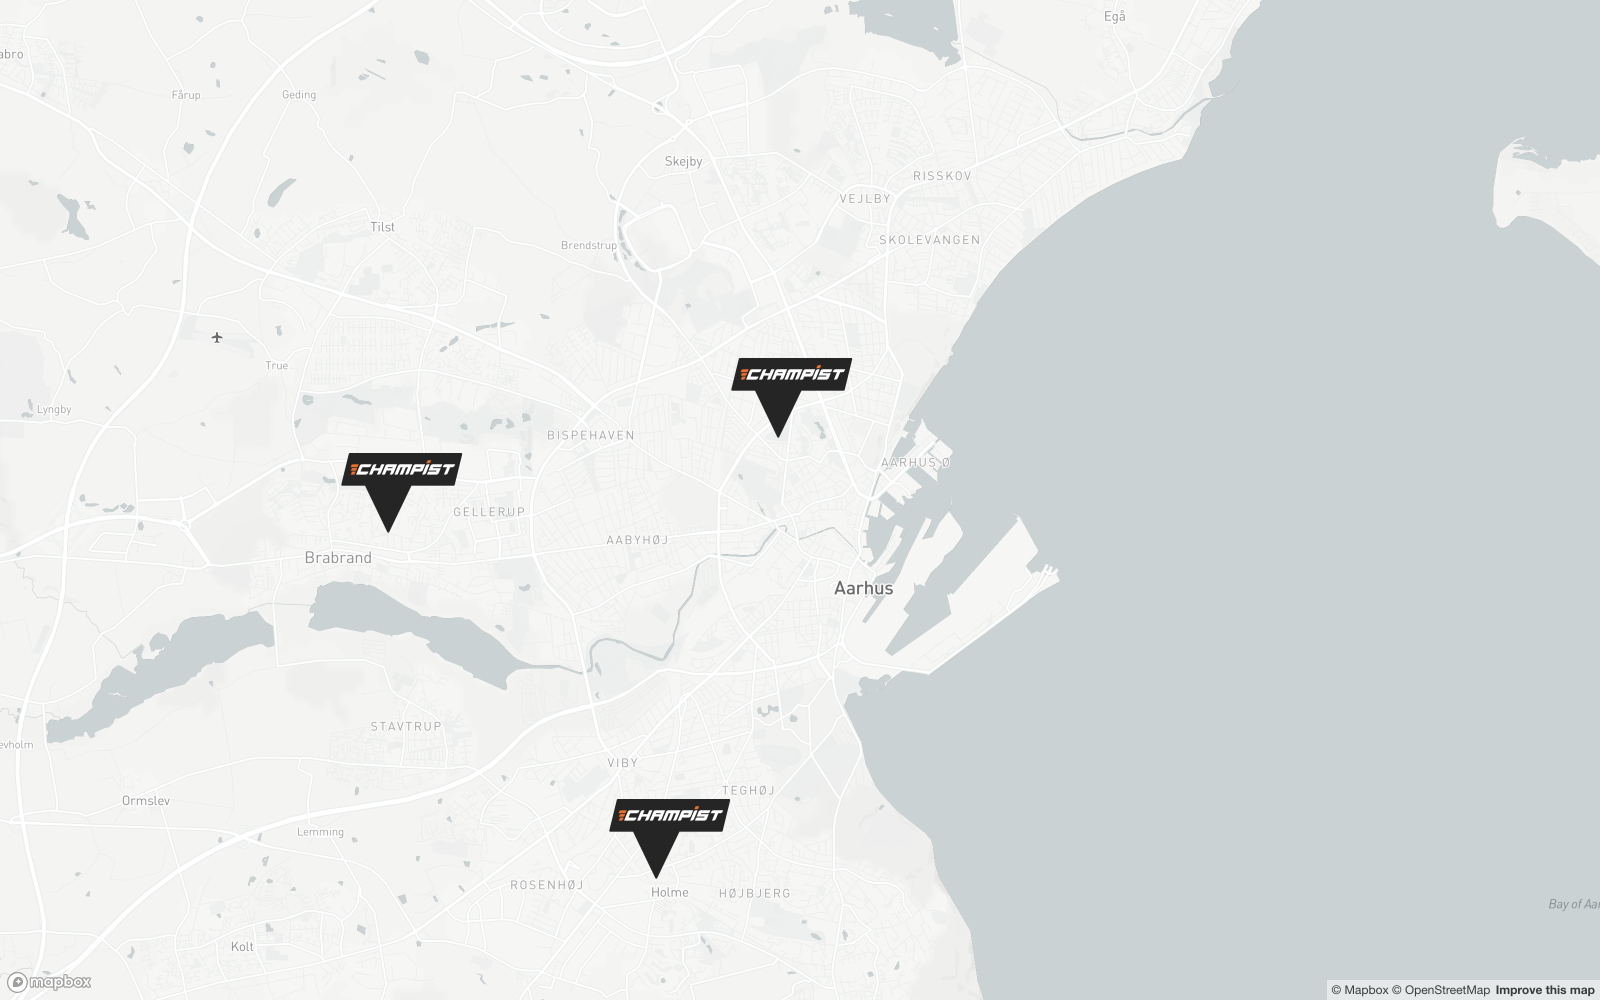 Egå
Fårup
Geding
Skejby
RISSKOV
VEJLBY
Tilst
SKOLEVANGEN
Brendstrup
True
CHAMPIST
Lyngby
BISPEHAVEN
AARHUS Ø
CHAMPIST
GELLERUP
AABYHØJ
Brabrand
Aarhus
STAVTRUP
VIBY
TEGHØJ
Ormslev
CHAMPIST
Lemming
ROSENHØJ
Holme
HØJBJERG
Bay of Aar
Kolt
mapbox
© Mapbox © OpenStreetMap Improve this map